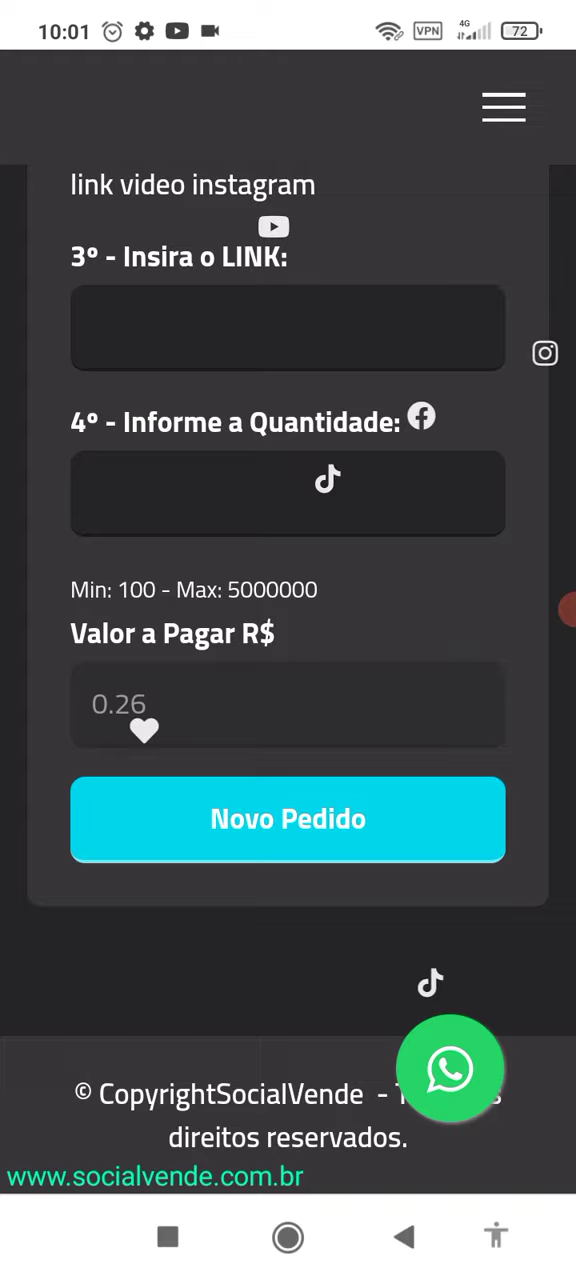 10:01
VPN
4G
72
link video instagram
3º - Insira o LINK:
4º - Informe a Quantidade:
Min: 100 - Max: 5000000
Valor a Pagar R$
0.26
Novo Pedido
© CopyrightSocialVende -
direitos reservados.
www.socialvende.com.br